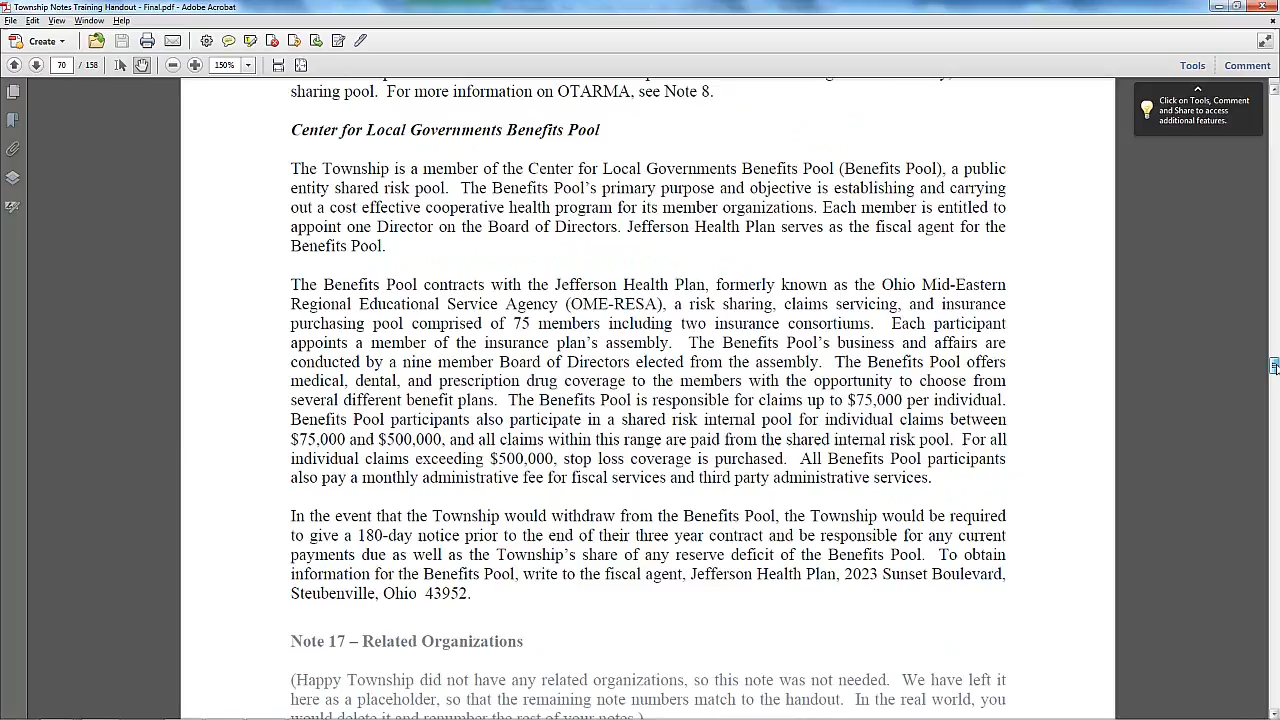 Township Notes Training Handout - Final.pdf - Adobe Acrobat
File Edit View Window Help
Create
70 / 158 150% Tools Comment
sharing pool. For more information on OTARMA, see Note 8.
Click on Tools, Comment
and Share to access
additional features.
Center for Local Governments Benefits Pool
The Township is a member of the Center for Local Governments Benefits Pool (Benefits Pool), a public
entity shared risk pool. The Benefits Pool's primary purpose and objective is establishing and carrying
out a cost effective cooperative health program for its member organizations. Each member is entitled to
appoint one Director on the Board of Directors. Jefferson Health Plan serves as the fiscal agent for the
Benefits Pool.
The Benefits Pool contracts with the Jefferson Health Plan, formerly known as the Ohio Mid-Eastern
Regional Educational Service Agency (OME-RESA), a risk sharing, claims servicing, and insurance
purchasing pool comprised of 75 members including two insurance consortiums. Each participant
appoints a member of the insurance plan's assembly. The Benefits Pool's business and affairs are
conducted by a nine member Board of Directors elected from the assembly. The Benefits Pool offers
medical, dental, and prescription drug coverage to the members with the opportunity to choose from
several different benefit plans. The Benefits Pool is responsible for claims up to $75,000 per individual.
Benefits Pool participants also participate in a shared risk internal pool for individual claims between
$75,000 and $500,000, and all claims within this range are paid from the shared internal risk pool. For all
individual claims exceeding $500,000, stop loss coverage is purchased. All Benefits Pool participants
also pay a monthly administrative fee for fiscal services and third party administrative services.
In the event that the Township would withdraw from the Benefits Pool, the Township would be required
to give a 180-day notice prior to the end of their three year contract and be responsible for any current
payments due as well as the Township's share of any reserve deficit of the Benefits Pool. To obtain
information for the Benefits Pool, write to the fiscal agent, Jefferson Health Plan, 2023 Sunset Boulevard,
Steubenville, Ohio 43952.
Note 17 – Related Organizations
(Happy Township did not have any related organizations, so this note was not needed. We have left it
here as a placeholder, so that the remaining note numbers match to the handout. In the real world, you
would delete it and renumber the rest of your notes.)